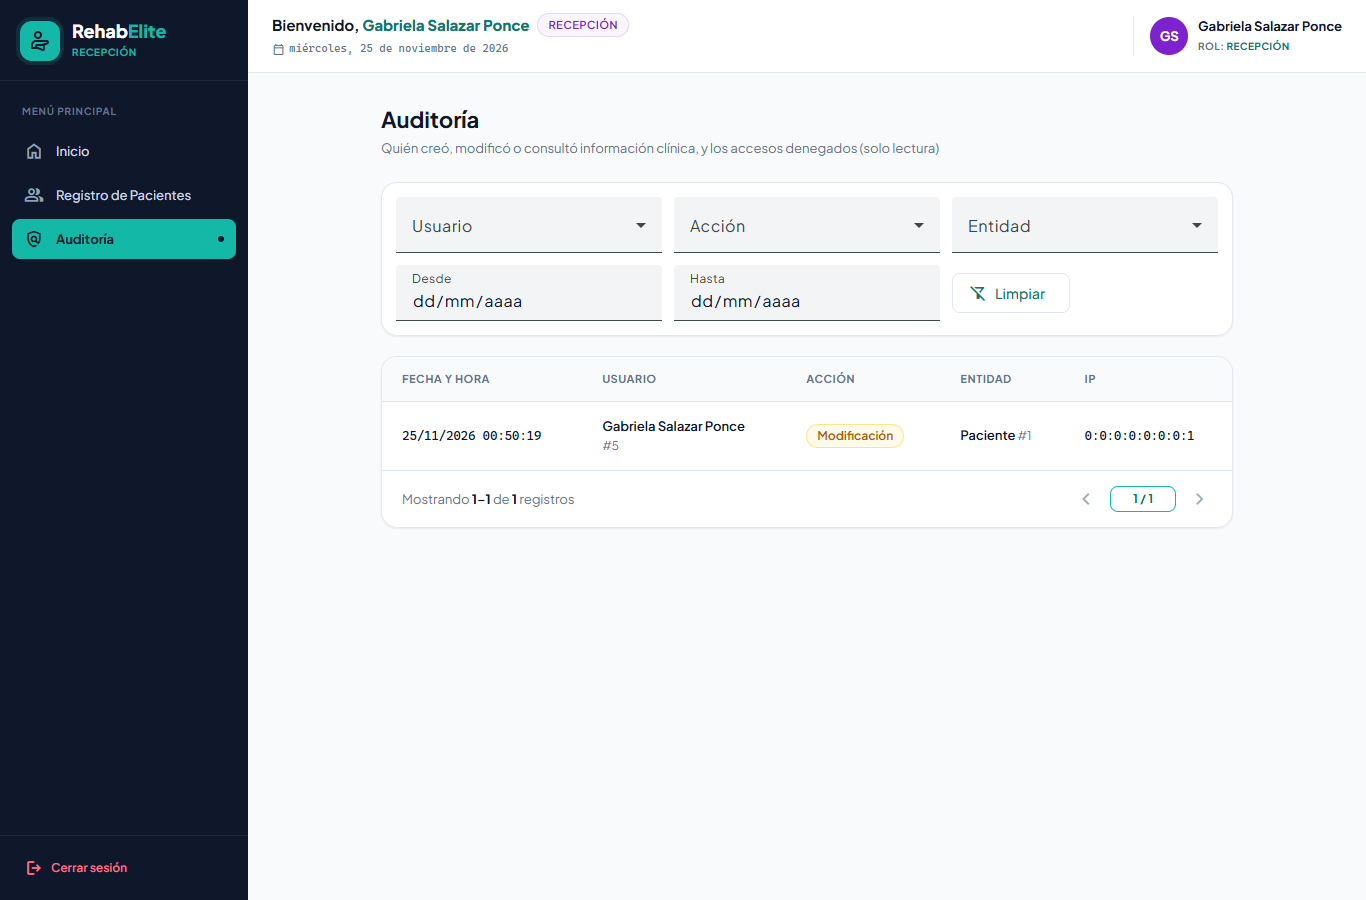 RehabElite
RECEPCIÓN
MENÚ PRINCIPAL
Inicio
Registro de Pacientes
Auditoría
Cerrar sesión
Bienvenido, Gabriela Salazar Ponce RECEPCIÓN
miércoles, 25 de noviembre de 2026
GS
Gabriela Salazar Ponce
ROL: RECEPCIÓN
Auditoría
Quién creó, modificó o consultó información clínica, y los accesos denegados (solo lectura)
Usuario
Acción
Entidad
Desde
dd/mm/aaaa
Hasta
dd/mm/aaaa
Limpiar
FECHA Y HORA USUARIO ACCIÓN ENTIDAD IP
25/11/2026 00:50:19
Gabriela Salazar Ponce
#5
Modificación
Paciente #1
0:0:0:0:0:0:0:1
Mostrando 1–1 de 1 registros
1 / 1